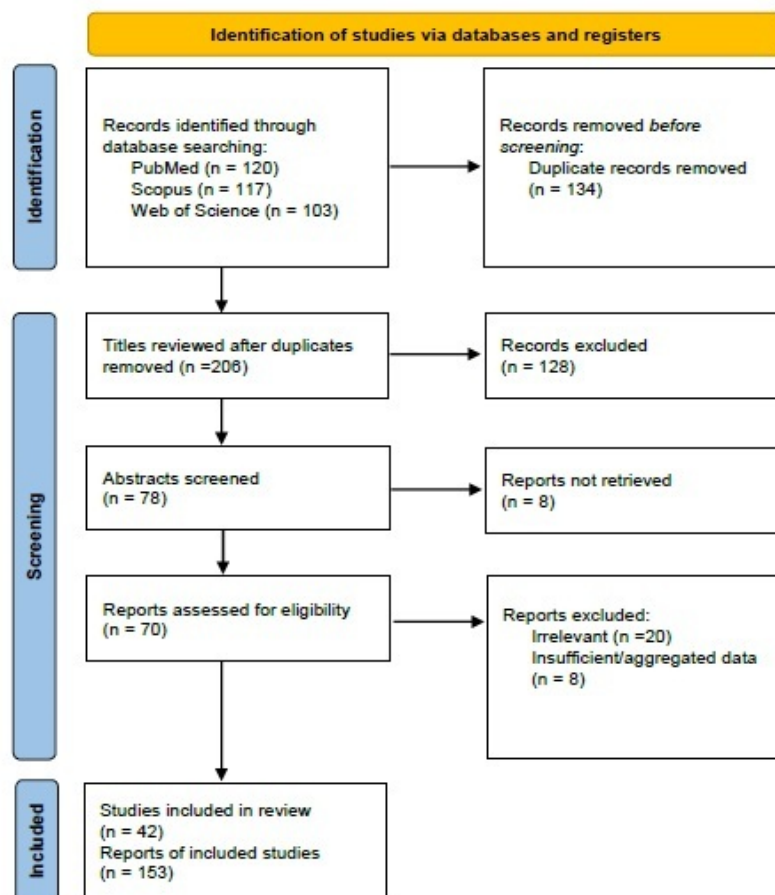 Identification of studies via databases and registers
Identification
Records identified through
database searching:
PubMed (n = 120)
Scopus (n = 117)
Web of Science (n = 103)
Records removed before
screening:
Duplicate records removed
(n = 134)
Screening
Titles reviewed after duplicates
removed (n =206)
Records excluded
(n = 128)
Abstracts screened
(n = 78)
Reports not retrieved
(n = 8)
Reports assessed for eligibility
(n = 70)
Reports excluded:
Irrelevant (n =20)
Insufficient/aggregated data
(n = 8)
Included
Studies included in review
(n = 42)
Reports of included studies
(n = 153)